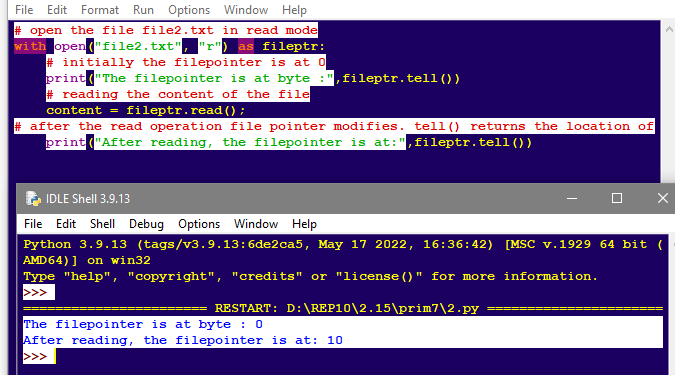 File Edit Format Run Options Window Help
# open the file file2.txt in read mode
with open("file2.txt", "r") as fileptr:
    # initially the filepointer is at 0
    print("The filepointer is at byte :",fileptr.tell())
    # reading the content of the file
    content = fileptr.read();
# after the read operation file pointer modifies. tell() returns the location of
    print("After reading, the filepointer is at:",fileptr.tell())
IDLE Shell 3.9.13
File Edit Shell Debug Options Window Help
Python 3.9.13 (tags/v3.9.13:6de2ca5, May 17 2022, 16:36:42) [MSC v.1929 64 bit (
AMD64)] on win32
Type "help", "copyright", "credits" or "license()" for more information.
>>>
======================= RESTART: D:\REP10\2.15\prim7\2.py ======================
The filepointer is at byte : 0
After reading, the filepointer is at: 10
>>>